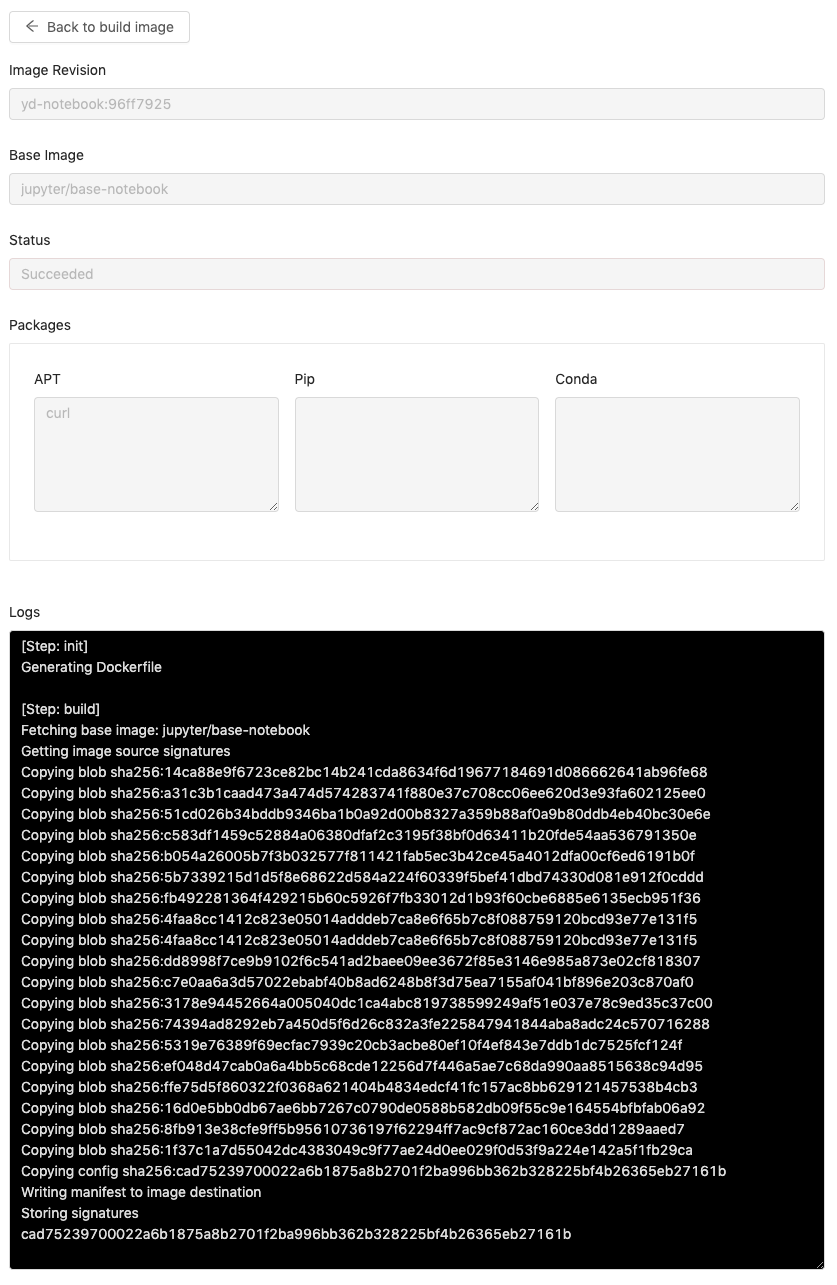 Back to build image
Image Revision
yd-notebook:96ff7925
Base Image
jupyter/base-notebook
Status
Succeeded
Packages
APT
Pip
Conda
curl
Logs
[Step: init]
Generating Dockerfile
[Step: build]
Fetching base image: jupyter/base-notebook
Getting image source signatures
Copying blob sha256:14ca88e9f6723ce82bc14b241cda8634f6d19677184691d086662641ab96fe68
Copying blob sha256:a31c3b1caad473a474d574283741f880e37c708cc06ee620d3e93fa602125ee0
Copying blob sha256:51cd026b34bddb9346ba1b0a92d00b8327a359b88af0a9b80ddb4eb40bc30e6e
Copying blob sha256:c583df1459c52884a06380dfaf2c3195f38bf0d63411b20fde54aa536791350e
Copying blob sha256:b054a26005b7f3b032577f811421fab5ec3b42ce45a4012dfa00cf6ed6191b0f
Copying blob sha256:5b7339215d1d5f8e68622d584a224f60339f5bef41dbd74330d081e912f0cddd
Copying blob sha256:fb492281364f429215b60c5926f7fb33012d1b93f60cbe6885e6135ecb951f36
Copying blob sha256:4faa8cc1412c823e05014adddeb7ca8e6f65b7c8f088759120bcd93e77e131f5
Copying blob sha256:4faa8cc1412c823e05014adddeb7ca8e6f65b7c8f088759120bcd93e77e131f5
Copying blob sha256:dd8998f7ce9b9102f6c541ad2baee09ee3672f85e3146e985a873e02cf818307
Copying blob sha256:c7e0aa6a3d57022ebabf40b8ad6248b8f3d75ea7155af041bf896e203c870af0
Copying blob sha256:3178e94452664a005040dc1ca4abc819738599249af51e037e78c9ed35c37c00
Copying blob sha256:74394ad8292eb7a450d5f6d26c832a3fe225847941844aba8adc24c570716288
Copying blob sha256:5319e76389f69ecfac7939c20cb3acbe80ef10f4ef843e7ddb1dc7525fcf124f
Copying blob sha256:ef048d47cab0a6a4bb5c68cde12256d7f446a5ae7c68da990aa8515638c94d95
Copying blob sha256:ffe75d5f860322f0368a621404b4834edcf41fc157ac8bb629121457538b4cb3
Copying blob sha256:16d0e5bb0db67ae6bb7267c0790de0588b582db09f55c9e164554bfbfab06a92
Copying blob sha256:8fb913e38cfe9ff5b95610736197f62294ff7ac9cf872ac160ce3dd1289aaed7
Copying blob sha256:1f37c1a7d55042dc4383049c9f77ae24d0ee029f0d53f9a224e142a5f1fb29ca
Copying config sha256:cad75239700022a6b1875a8b2701f2ba996bb362b328225bf4b26365eb27161b
Writing manifest to image destination
Storing signatures
cad75239700022a6b1875a8b2701f2ba996bb362b328225bf4b26365eb27161b